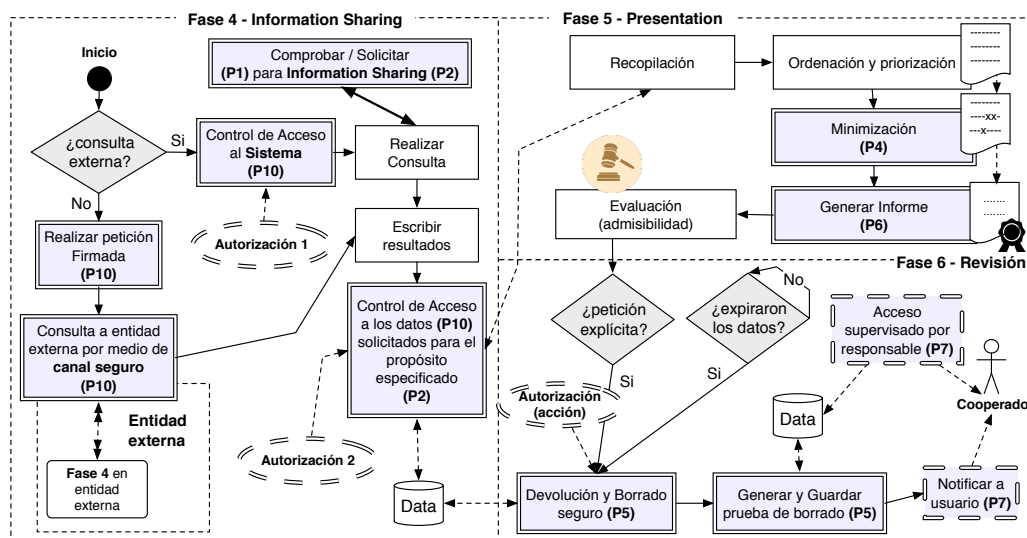 Fase 4 - Information Sharing
Inicio
¿consulta
externa?
Si
No
Comprobar / Solicitar
(P1) para Information Sharing (P2)
Control de Acceso
al Sistema
(P10)
Realizar
Consulta
Autorización 1
Escribir
resultados
Realizar petición
Firmada
(P10)
Consulta a entidad
externa por medio de
canal seguro
(P10)
Control de Acceso
a los datos (P10)
solicitados para el
propósito
especificado
(P2)
Entidad
externa
Autorización 2
Fase 4 en
entidad
externa
Data
Fase 5 - Presentation
Recopilación
Ordenación y priorización
--------
-------
--------
-------
----xx-
---x----
Minimización
(P4)
Generar Informe
(P6)
......
-------
Evaluación
(admisibilidad)
Fase 6 - Revisión
¿petición
explícita?
Si
¿expiraron
los datos?
No
Si
Acceso
supervisado por
responsable (P7)
Cooperado
Autorización
(acción)
Data
Devolución y Borrado
seguro (P5)
Generar y Guardar
prueba de borrado (P5)
Notificar a
usuario (P7)